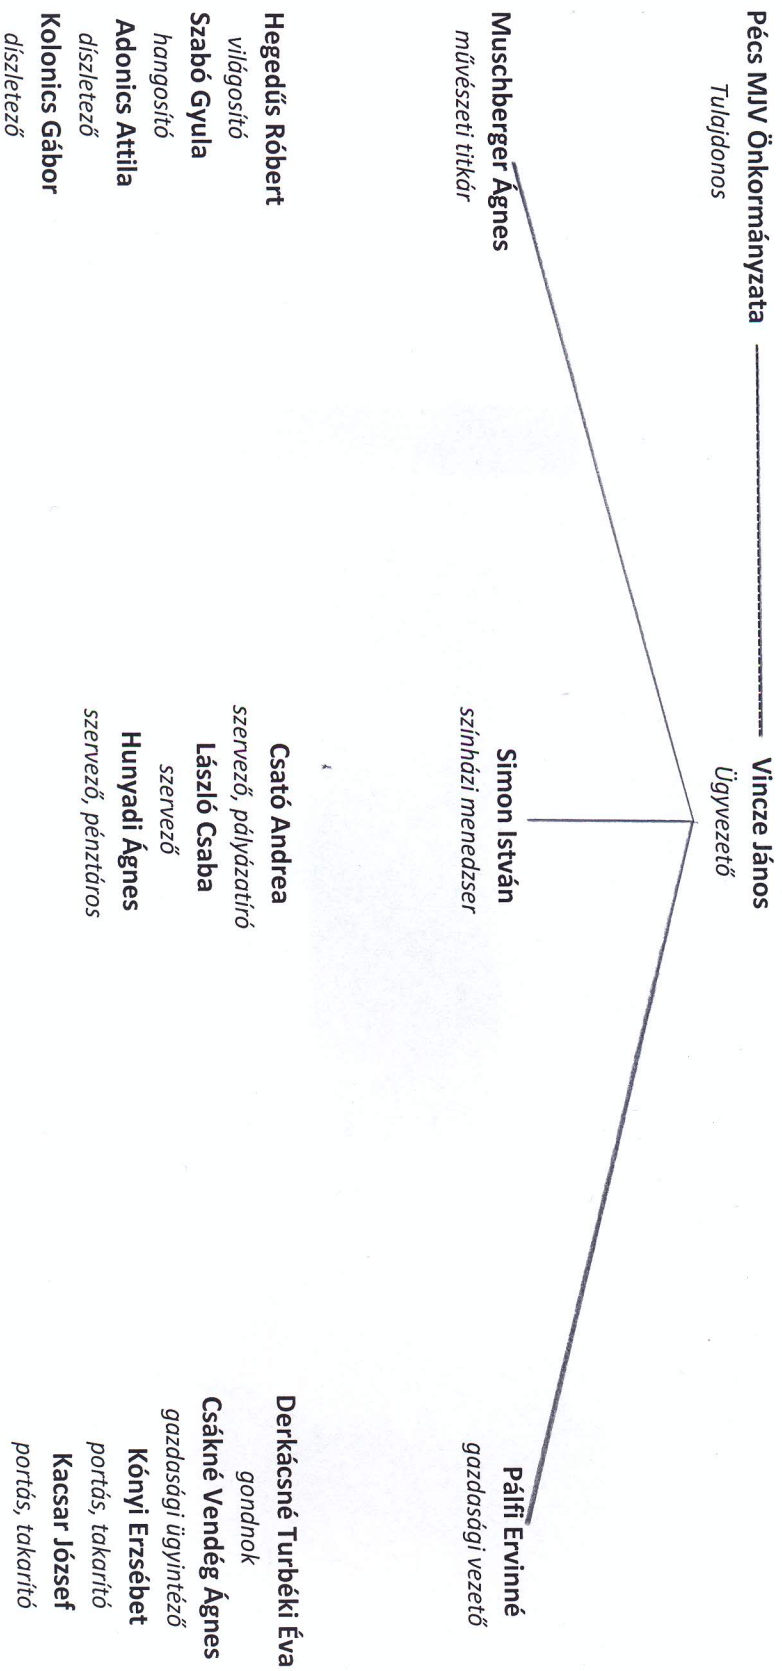 Pécs MJV Önkormányzata
Tulajdonos
Vincze János
Ügyvezető
Muschberger Ágnes
művészeti titkár
Simon István
színházi menedzser
Pálfi Ervinné
gazdasági vezető
Hegedűs Róbert
világosító
Szabó Gyula
hangosító
Adonics Attila
díszletező
Kolonics Gábor
díszletező
Csató Andrea
szervező, pályázatíró
László Csaba
szervező
Hunyadi Ágnes
szervező, pénztáros
Derkácsné Turbéki Éva
gondnok
Csákné Vendég Ágnes
gazdasági ügyintéző
Kónyi Erzsébet
portás, takarító
Kacsar József
portás, takarító